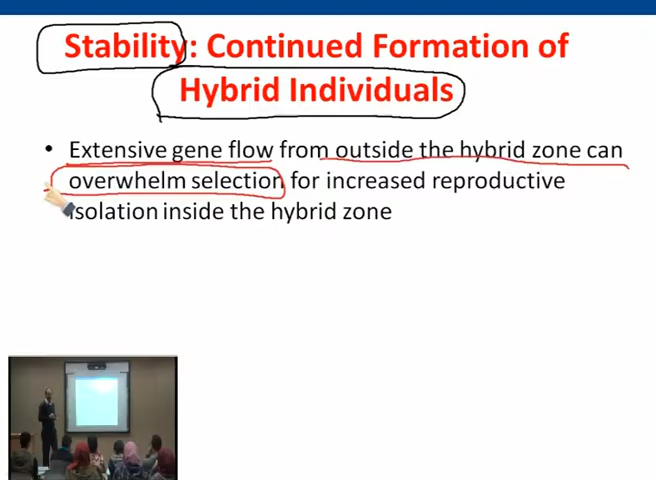 Stability: Continued Formation of
Hybrid Individuals
• Extensive gene flow from outside the hybrid zone can
overwhelm selection for increased reproductive
isolation inside the hybrid zone